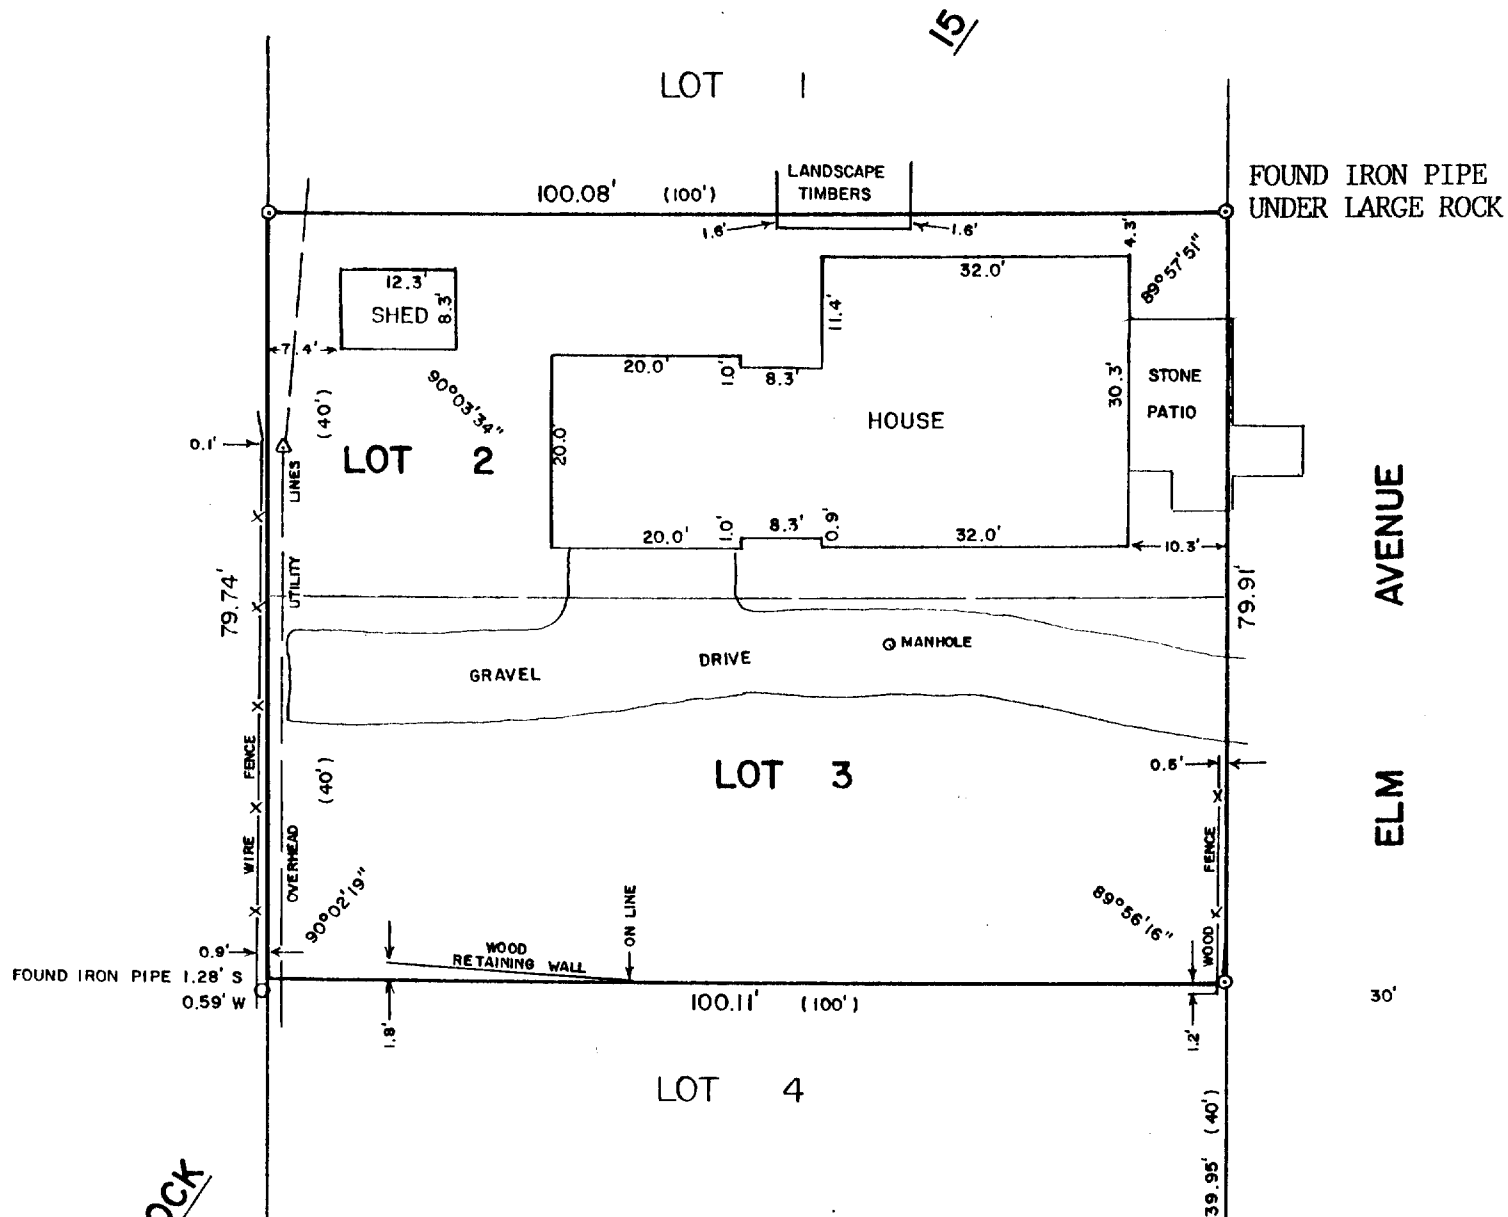 15
LOT 1
LANDSCAPE
TIMBERS
FOUND IRON PIPE
UNDER LARGE ROCK
100.08' (100')
1.6'
1.6'
4.3'
89°57'51"
32.0'
12.3'
SHED
8.3'
11.4'
7.4'
20.0'
1.0'
8.3'
30.3'
STONE
PATIO
(40')
90°03'34"
HOUSE
0.1'
LOT 2
20.0'
LINES
UTILITY
AVENUE
20.0'
1.0'
8.3'
0.9'
32.0'
10.3'
79.74'
79.91'
MANHOLE
GRAVEL DRIVE
FENCE
(40')
LOT 3
0.5'
ELM
WIRE
OVERHEAD
FENCE
90°02'19"
ON LINE
89°56'16"
WOOD
0.9'
WOOD
RETAINING WALL
FOUND IRON PIPE 1.28' S
0.59' W
100.11' (100')
30'
1.8'
1.2'
LOT 4
39.95' (40')
OCK